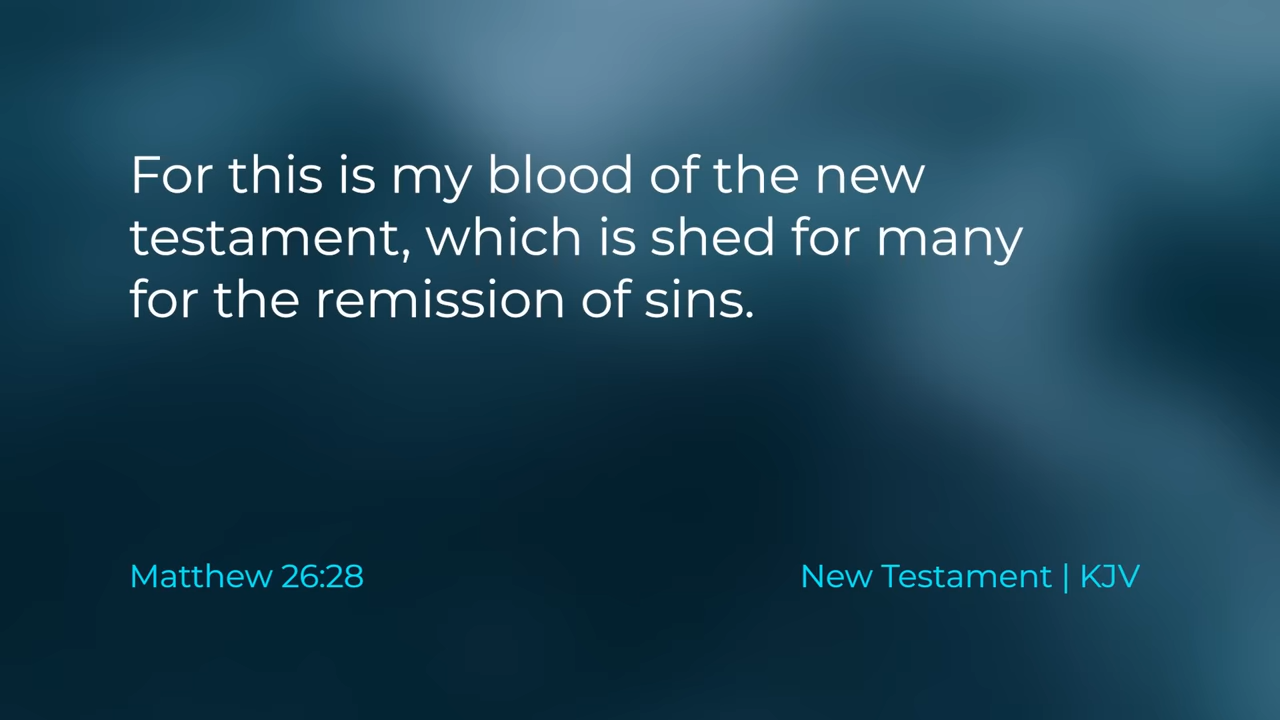 For this is my blood of the new
testament, which is shed for many
for the remission of sins.
Matthew 26:28
New Testament | KJV